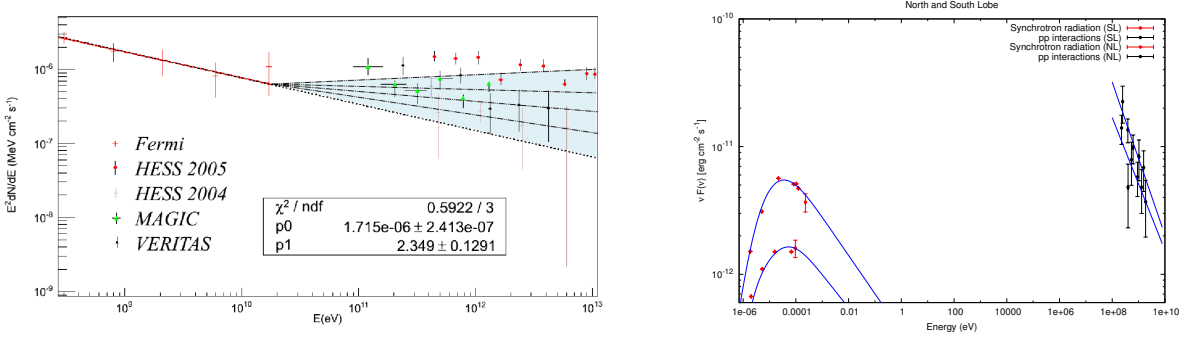 E²dN/dE (MeV cm⁻² s⁻¹)
10⁻⁶
10⁻⁷
10⁻⁸
10⁻⁹
Fermi
HESS 2005
HESS 2004
MAGIC
VERITAS
χ² / ndf 0.5922 / 3
p0 1.715e-06 ± 2.413e-07
p1 2.349 ± 0.1291
10⁹ 10¹⁰ 10¹¹ 10¹² 10¹³
E(eV)
North and South Lobe
Synchrotron radiation (SL)
pp interactions (SL)
Synchrotron radiation (NL)
pp interactions (NL)
ν F(ν) [erg cm⁻² s⁻¹]
10⁻¹⁰
10⁻¹¹
10⁻¹²
1e-06 0.0001 0.01 1 100 10000 1e+06 1e+08 10¹⁰
Energy (eV)